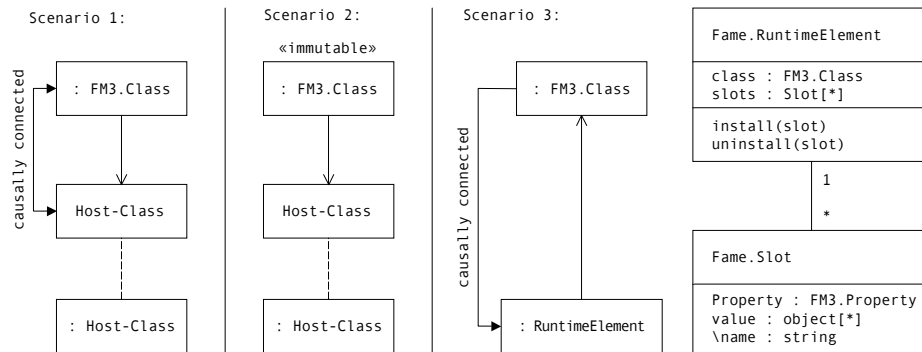 Scenario 1:
causally connected
: FM3.Class
Host-Class
: Host-Class
Scenario 2:
«immutable»
: FM3.Class
Host-Class
: Host-Class
Scenario 3:
causally connected
: FM3.Class
: RuntimeElement
Fame.RuntimeElement
class : FM3.Class
slots : Slot[*]
install(slot)
uninstall(slot)
1
*
Fame.Slot
Property : FM3.Property
value : object[*]
\name : string